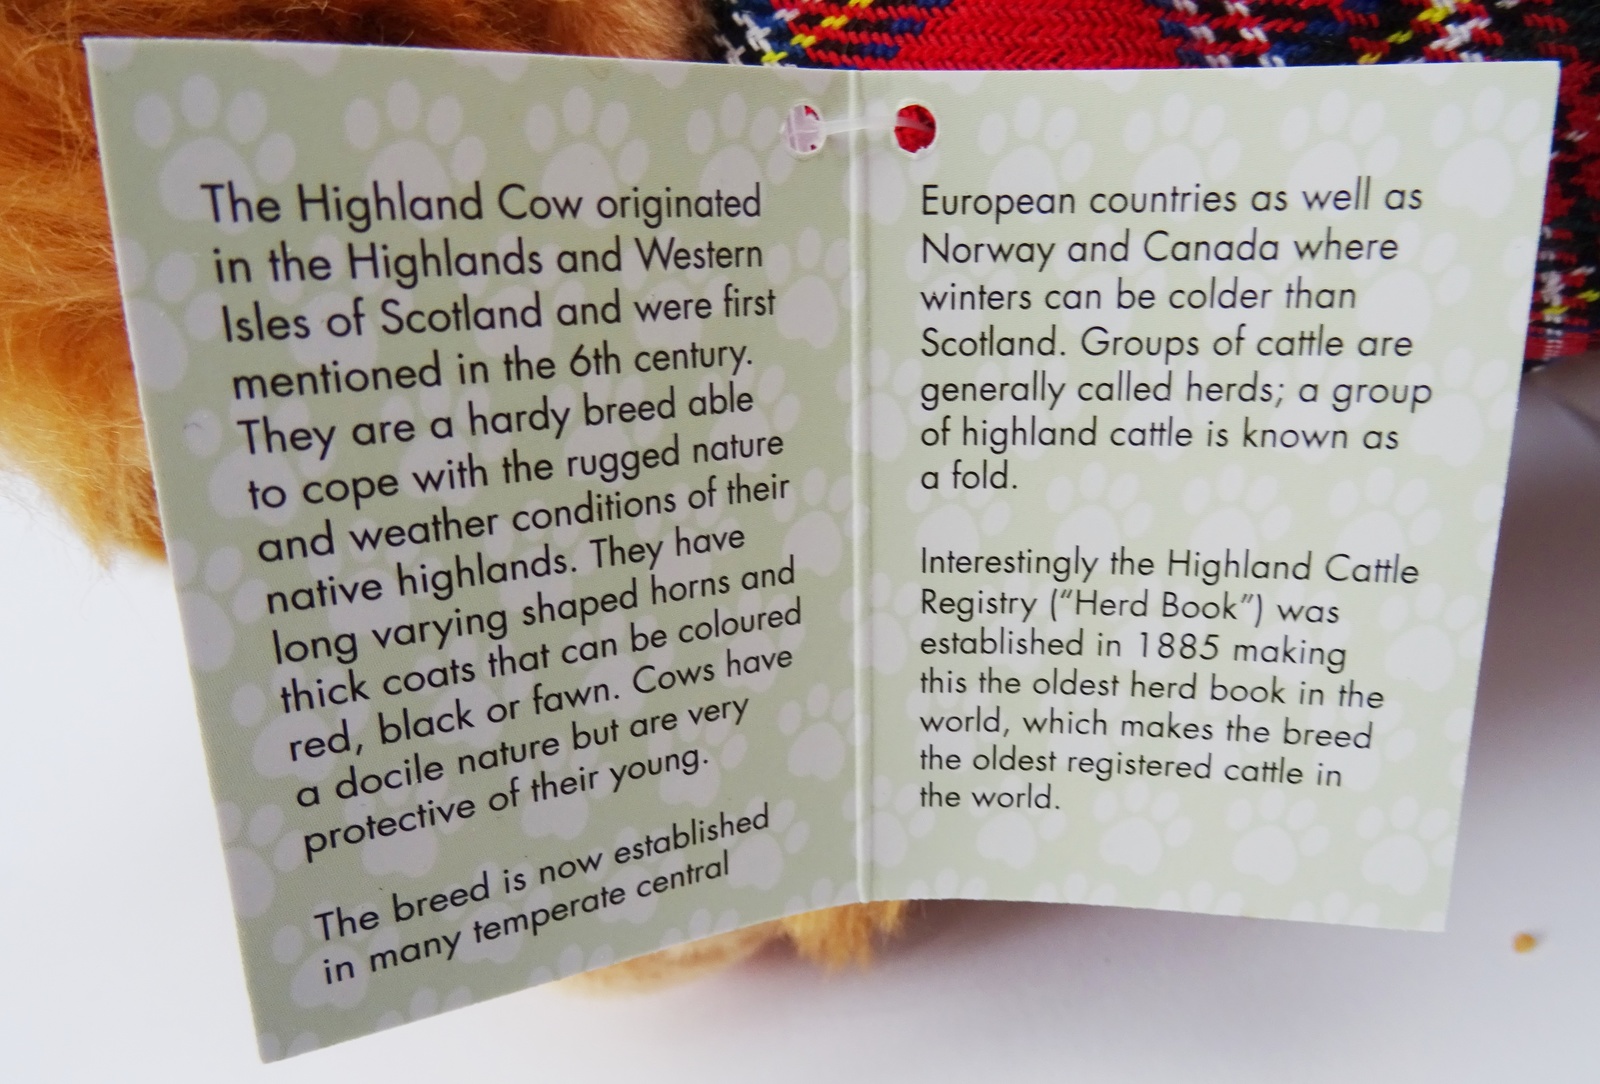 The Highland Cow originated
in the Highlands and Western
Isles of Scotland and were first
mentioned in the 6th century.
They are a hardy breed able
to cope with the rugged nature
and weather conditions of their
native highlands. They have
long varying shaped horns and
thick coats that can be coloured
red, black or fawn. Cows have
a docile nature but are very
protective of their young.
The breed is now established
in many temperate central
European countries as well as
Norway and Canada where
winters can be colder than
Scotland. Groups of cattle are
generally called herds; a group
of highland cattle is known as
a fold.
Interestingly the Highland Cattle
Registry (“Herd Book”) was
established in 1885 making
this the oldest herd book in the
world, which makes the breed
the oldest registered cattle in
the world.